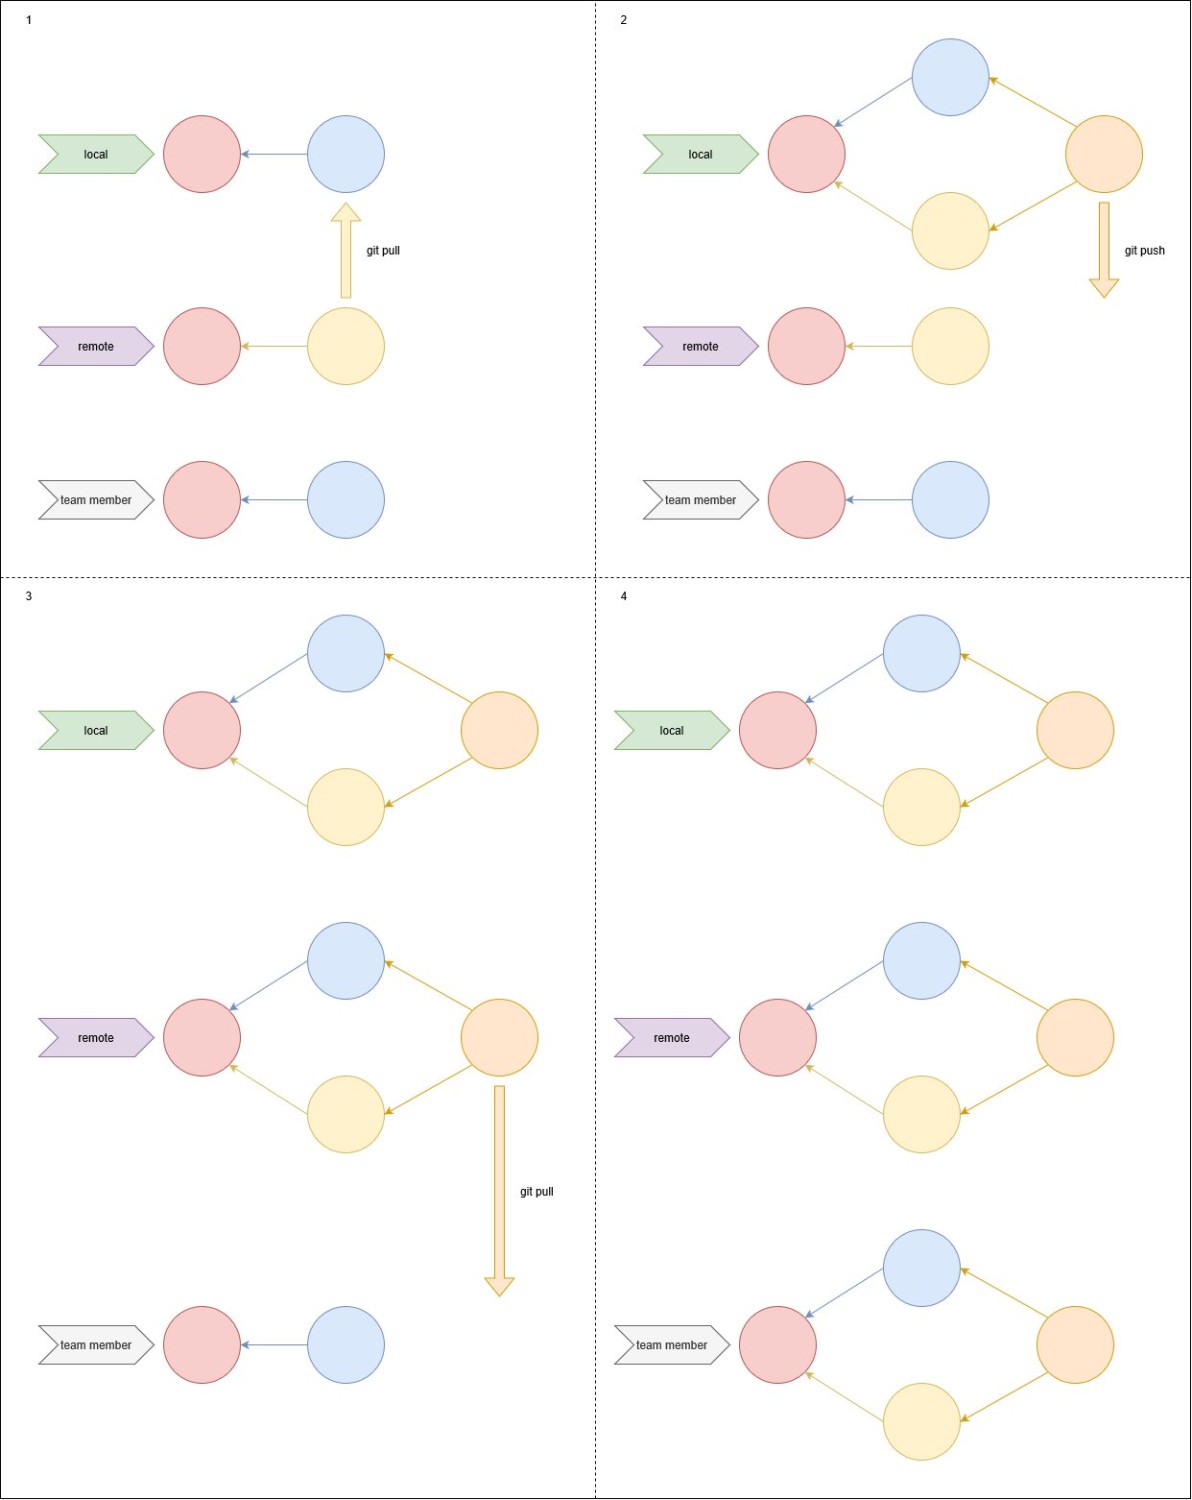 1
local
git pull
remote
team member
2
local
git push
remote
team member
3
local
remote
git pull
team member
4
local
remote
team member